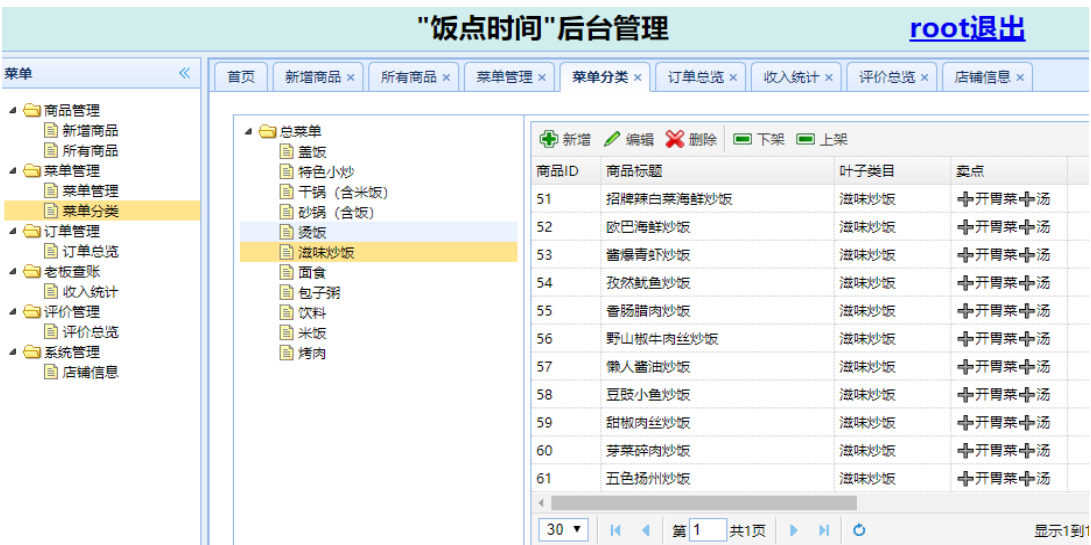 "饭点时间"后台管理 root退出
菜单
首页 新增商品 所有商品 菜单管理 菜单分类 订单总览 收入统计 评价总览 店铺信息
商品管理
新增商品
所有商品
菜单管理
菜单管理
菜单分类
订单管理
订单总览
老板查账
收入统计
评价管理
评价总览
系统管理
店铺信息
总菜单
盖饭
特色小炒
干锅（含米饭）
砂锅（含饭）
烫饭
滋味炒饭
面食
包子粥
饮料
米饭
烤肉
新增 编辑 删除 下架 上架
商品ID 商品标题 叶子类目 卖点
51 招牌辣白菜海鲜炒饭 滋味炒饭 ➕开胃菜➕汤
52 欧巴海鲜炒饭 滋味炒饭 ➕开胃菜➕汤
53 酱爆青虾炒饭 滋味炒饭 ➕开胃菜➕汤
54 孜然鱿鱼炒饭 滋味炒饭 ➕开胃菜➕汤
55 香肠腊肉炒饭 滋味炒饭 ➕开胃菜➕汤
56 野山椒牛肉丝炒饭 滋味炒饭 ➕开胃菜➕汤
57 懒人酱油炒饭 滋味炒饭 ➕开胃菜➕汤
58 豆豉小鱼炒饭 滋味炒饭 ➕开胃菜➕汤
59 甜椒肉丝炒饭 滋味炒饭 ➕开胃菜➕汤
60 芽菜碎肉炒饭 滋味炒饭 ➕开胃菜➕汤
61 五色扬州炒饭 滋味炒饭 ➕开胃菜➕汤
30 第 1 共1页 显示1到1